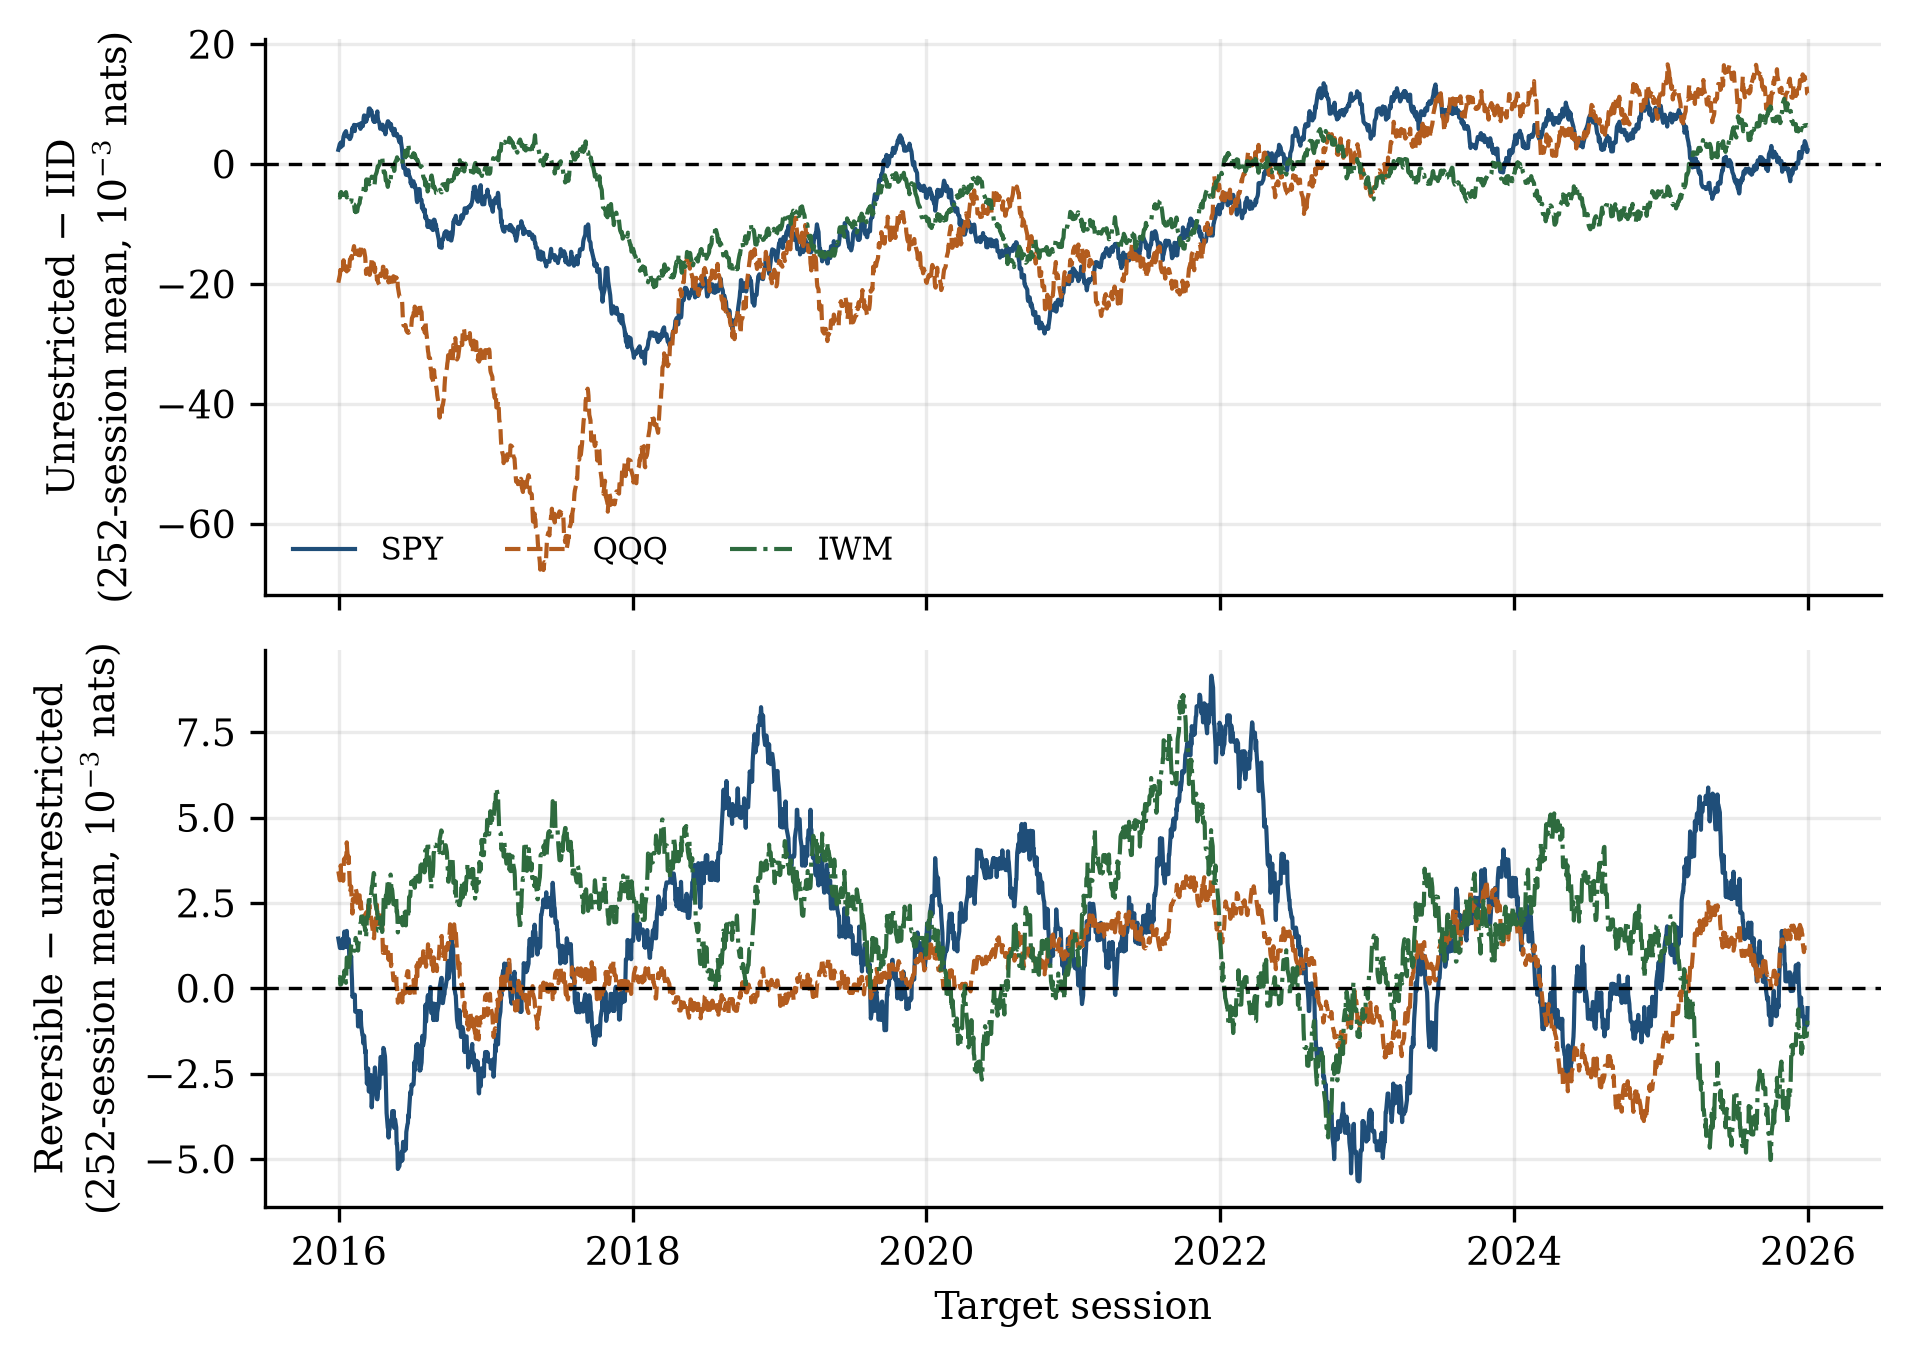 Unrestricted − IID
(252-session mean, 10⁻³ nats)
20
0
−20
−40
−60
SPY QQQ IWM
Reversible − unrestricted
(252-session mean, 10⁻³ nats)
7.5
5.0
2.5
0.0
−2.5
−5.0
2016 2018 2020 2022 2024 2026
Target session